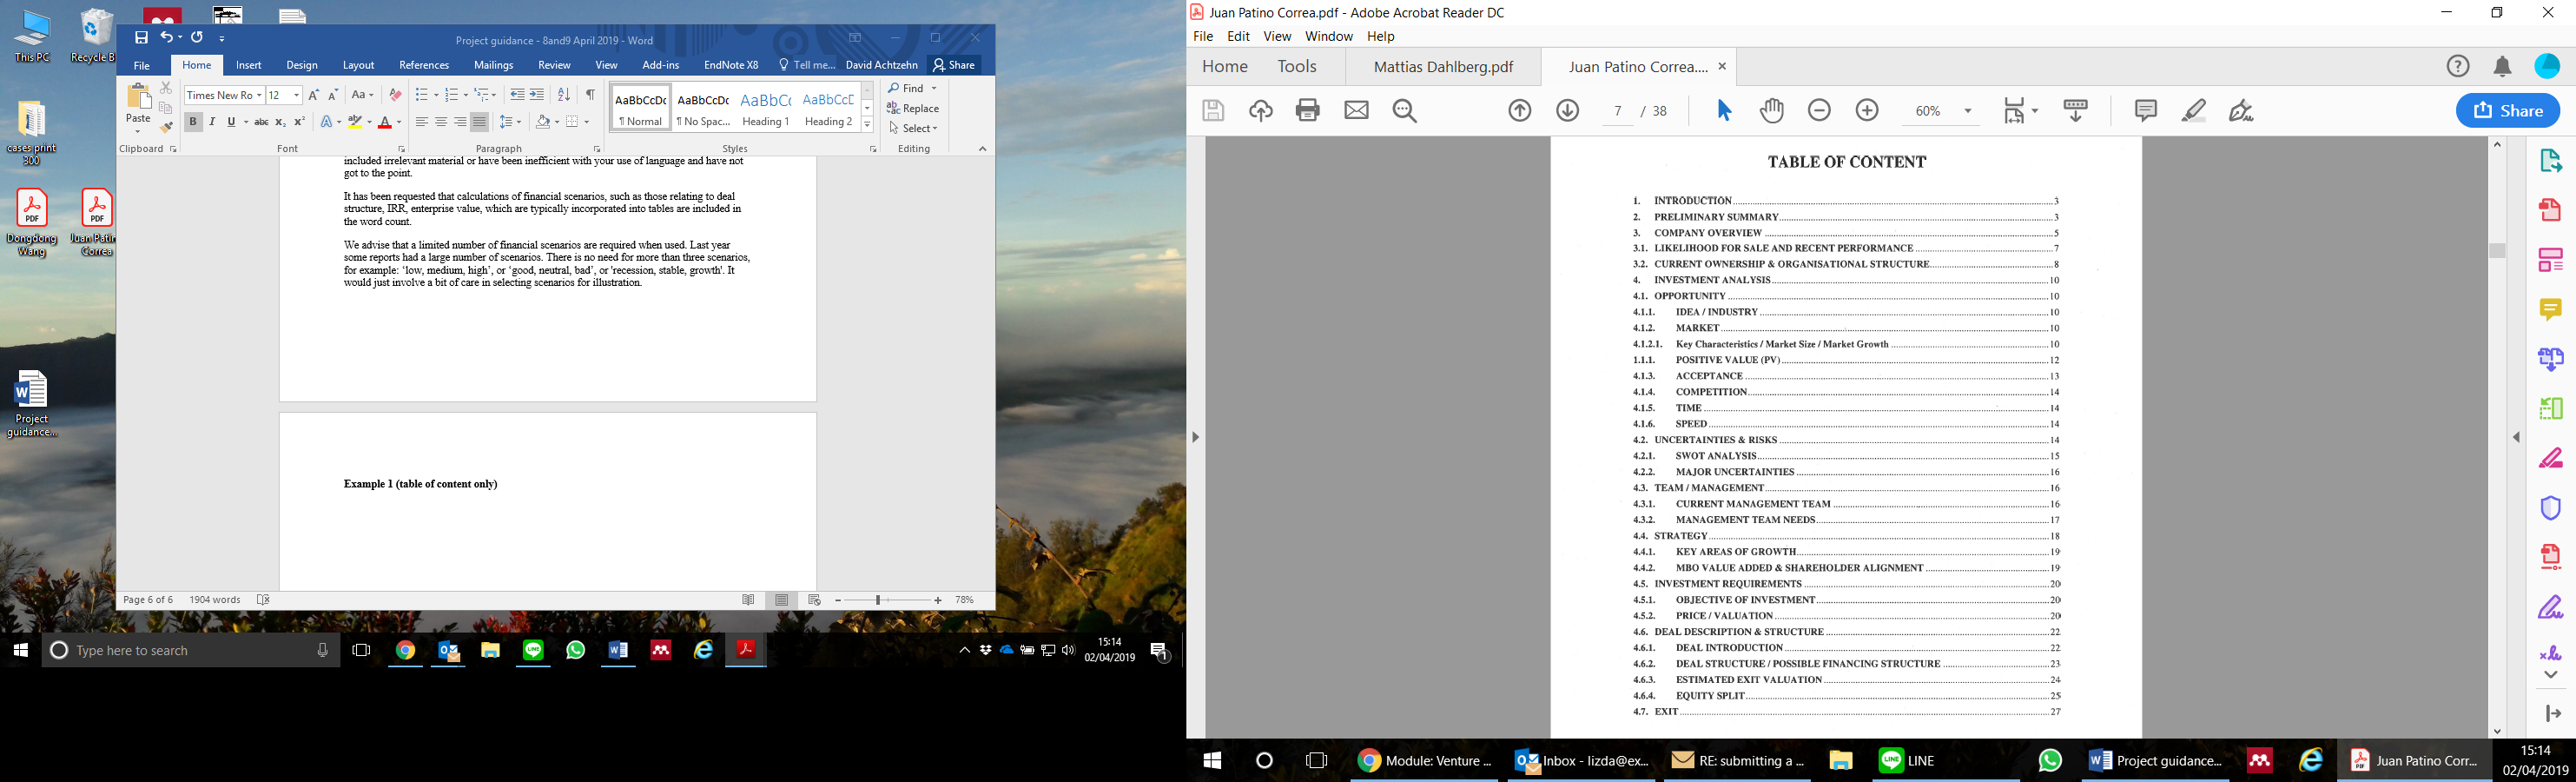 This PC
Recycle B
cases print
300
Dongdong
Wang
Juan Patin
Correa
Project
guidance...
Project guidance - 8and9 April 2019 - Word
File Home Insert Design Layout References Mailings Review View Add-ins EndNote X8 Tell me... David Achtzehn Share
Paste
Times New Ro 12
AaBbCcDc AaBbCcDc AaBbCc AaBbCcD
¶ Normal ¶ No Spac... Heading 1 Heading 2
Find
Replace
Select
Clipboard Font Paragraph Styles Editing
included irrelevant material or have been inefficient with your use of language and have not
got to the point.
It has been requested that calculations of financial scenarios, such as those relating to deal
structure, IRR, enterprise value, which are typically incorporated into tables are included in
the word count.
We advise that a limited number of financial scenarios are required when used. Last year
some reports had a large number of scenarios. There is no need for more than three scenarios,
for example: ‘low, medium, high’, or ‘good, neutral, bad’, or 'recession, stable, growth'. It
would just involve a bit of care in selecting scenarios for illustration.
Example 1 (table of content only)
Page 6 of 6 1904 words 78%
Type here to search
15:14
02/04/2019
Juan Patino Correa.pdf - Adobe Acrobat Reader DC
File Edit View Window Help
Home Tools Mattias Dahlberg.pdf Juan Patino Correa.... ×
7 / 38 60% Share
TABLE OF CONTENT
1. INTRODUCTION 3
2. PRELIMINARY SUMMARY 3
3. COMPANY OVERVIEW 5
3.1. LIKELIHOOD FOR SALE AND RECENT PERFORMANCE 7
3.2. CURRENT OWNERSHIP & ORGANISATIONAL STRUCTURE 8
4. INVESTMENT ANALYSIS 10
4.1. OPPORTUNITY 10
4.1.1. IDEA / INDUSTRY 10
4.1.2. MARKET 10
4.1.2.1. Key Characteristics / Market Size / Market Growth 10
1.1.1. POSITIVE VALUE (PV) 12
4.1.3. ACCEPTANCE 13
4.1.4. COMPETITION 14
4.1.5. TIME 14
4.1.6. SPEED 14
4.2. UNCERTAINTIES & RISKS 14
4.2.1. SWOT ANALYSIS 15
4.2.2. MAJOR UNCERTAINTIES 16
4.3. TEAM / MANAGEMENT 16
4.3.1. CURRENT MANAGEMENT TEAM 16
4.3.2. MANAGEMENT TEAM NEEDS 17
4.4. STRATEGY 18
4.4.1. KEY AREAS OF GROWTH 19
4.4.2. MBO VALUE ADDED & SHAREHOLDER ALIGNMENT 19
4.5. INVESTMENT REQUIREMENTS 20
4.5.1. OBJECTIVE OF INVESTMENT 20
4.5.2. PRICE / VALUATION 20
4.6. DEAL DESCRIPTION & STRUCTURE 22
4.6.1. DEAL INTRODUCTION 22
4.6.2. DEAL STRUCTURE / POSSIBLE FINANCING STRUCTURE 23
4.6.3. ESTIMATED EXIT VALUATION 24
4.6.4. EQUITY SPLIT 25
4.7. EXIT 27
Module: Venture ... Inbox - lizda@ex... RE: submitting a ... LINE Project guidance... Juan Patino Corr...
15:14
02/04/2019